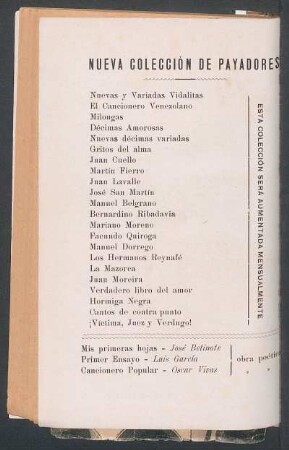 NUEVA COLECCIÓN DE PAYADORES
Nuevas y Variadas Vidalitas
El Cancionero Venezolano
Milongas
Décimas Amorosas
Nuevas décimas variadas
Gritos del alma
Juan Cuello
Martín Fierro
Juan Lavalle
José San Martín
Manuel Belgrano
Bernardino Ribadavia
Mariano Moreno
Facundo Quiroga
Manuel Dorrego
Los Hermanos Reynafé
La Mazorca
Juan Moreira
Verdadero libro del amor
Hormiga Negra
Cantos de contra punto
¡Víctima, Juez y Verdugo!
ESTA COLECCIÓN SERÁ AUMENTADA MENSUALMENTE
Mis primeras hojas - José Betinote
Primer Ensayo - Luis García
Cancionero Popular - Oscar Vivas
obra